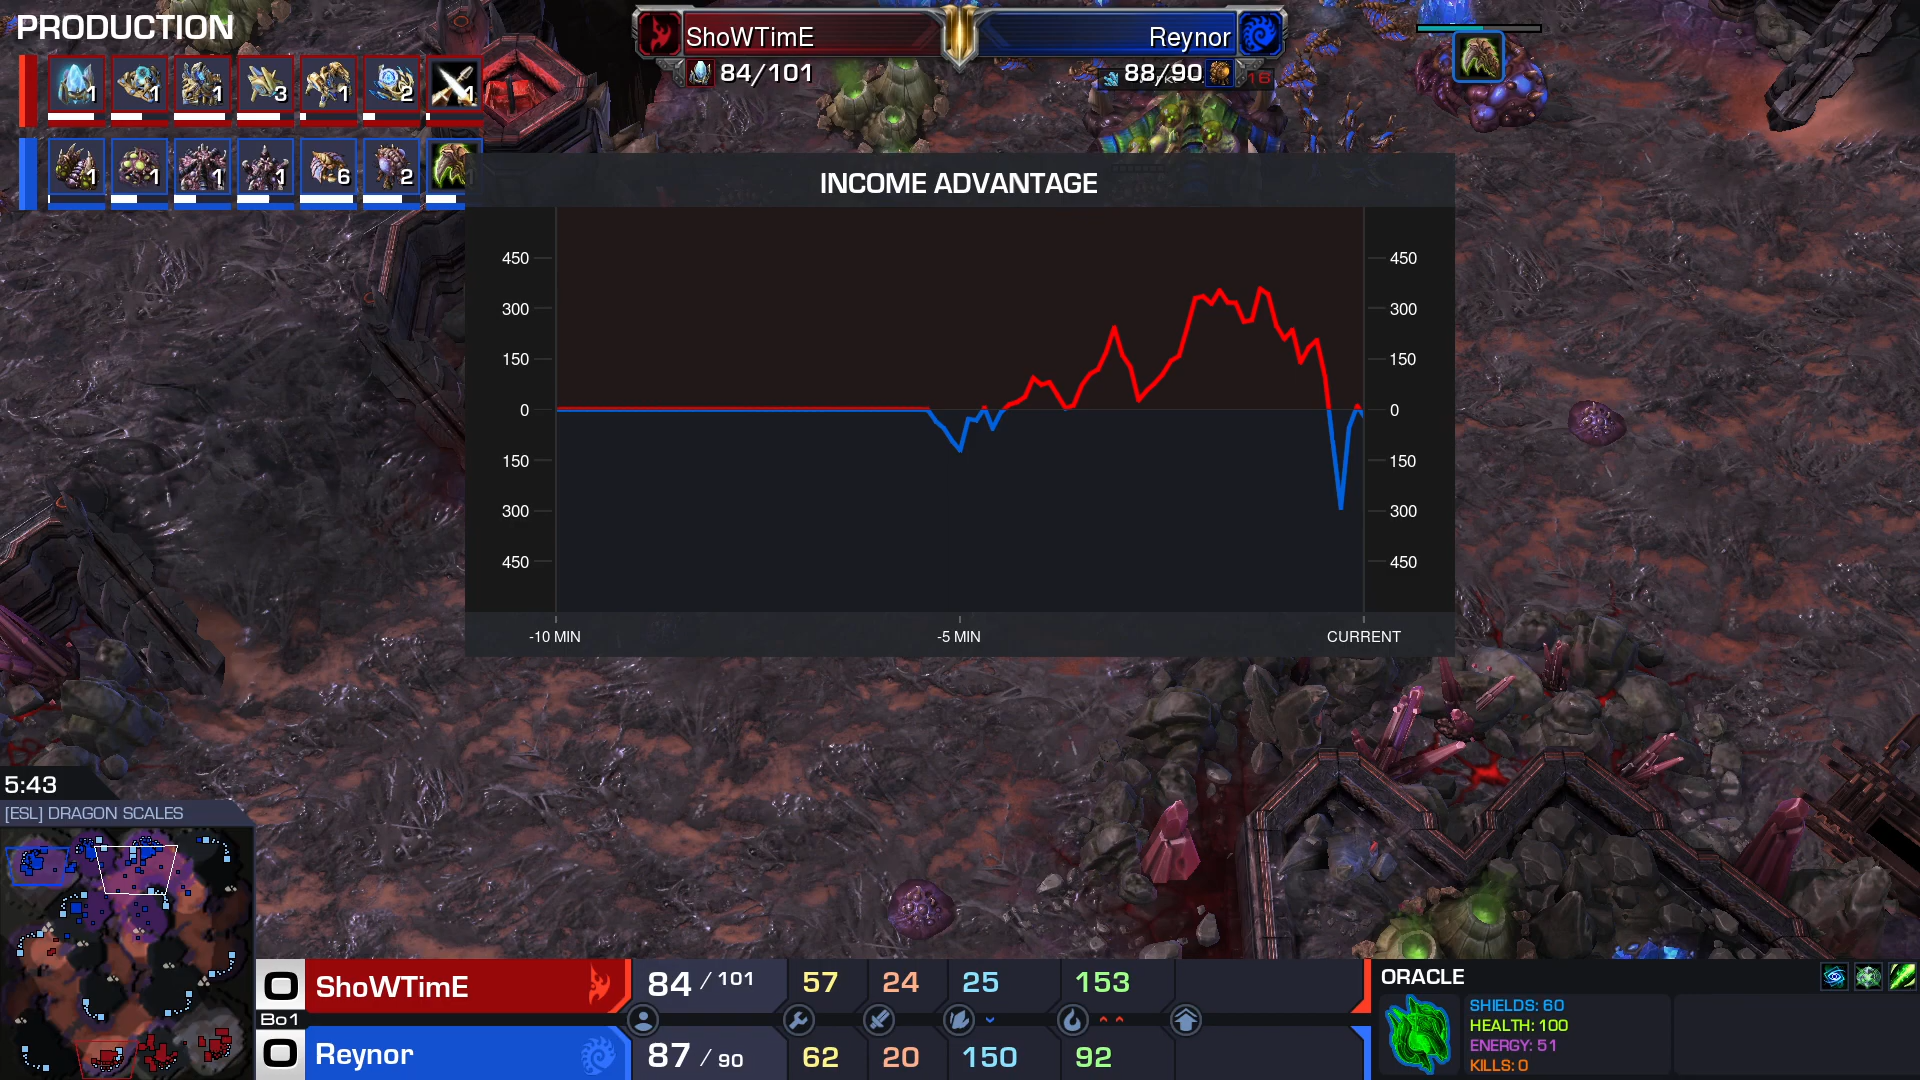 PRODUCTION
ShoWTimE
Reynor
84/101
88/90
16
1 1 1 3 1 2 1
1 1 1 1 6 2
INCOME ADVANTAGE
450 450
300 300
150 150
0 0
150 150
300 300
450 450
-10 MIN -5 MIN CURRENT
5:43
[ESL] DRAGON SCALES
0 ShoWTimE 84 / 101 57 24 25 153
Bo1
0 Reynor 87 / 90 62 20 150 92
ORACLE
SHIELDS: 60
HEALTH: 100
ENERGY: 51
KILLS: 0